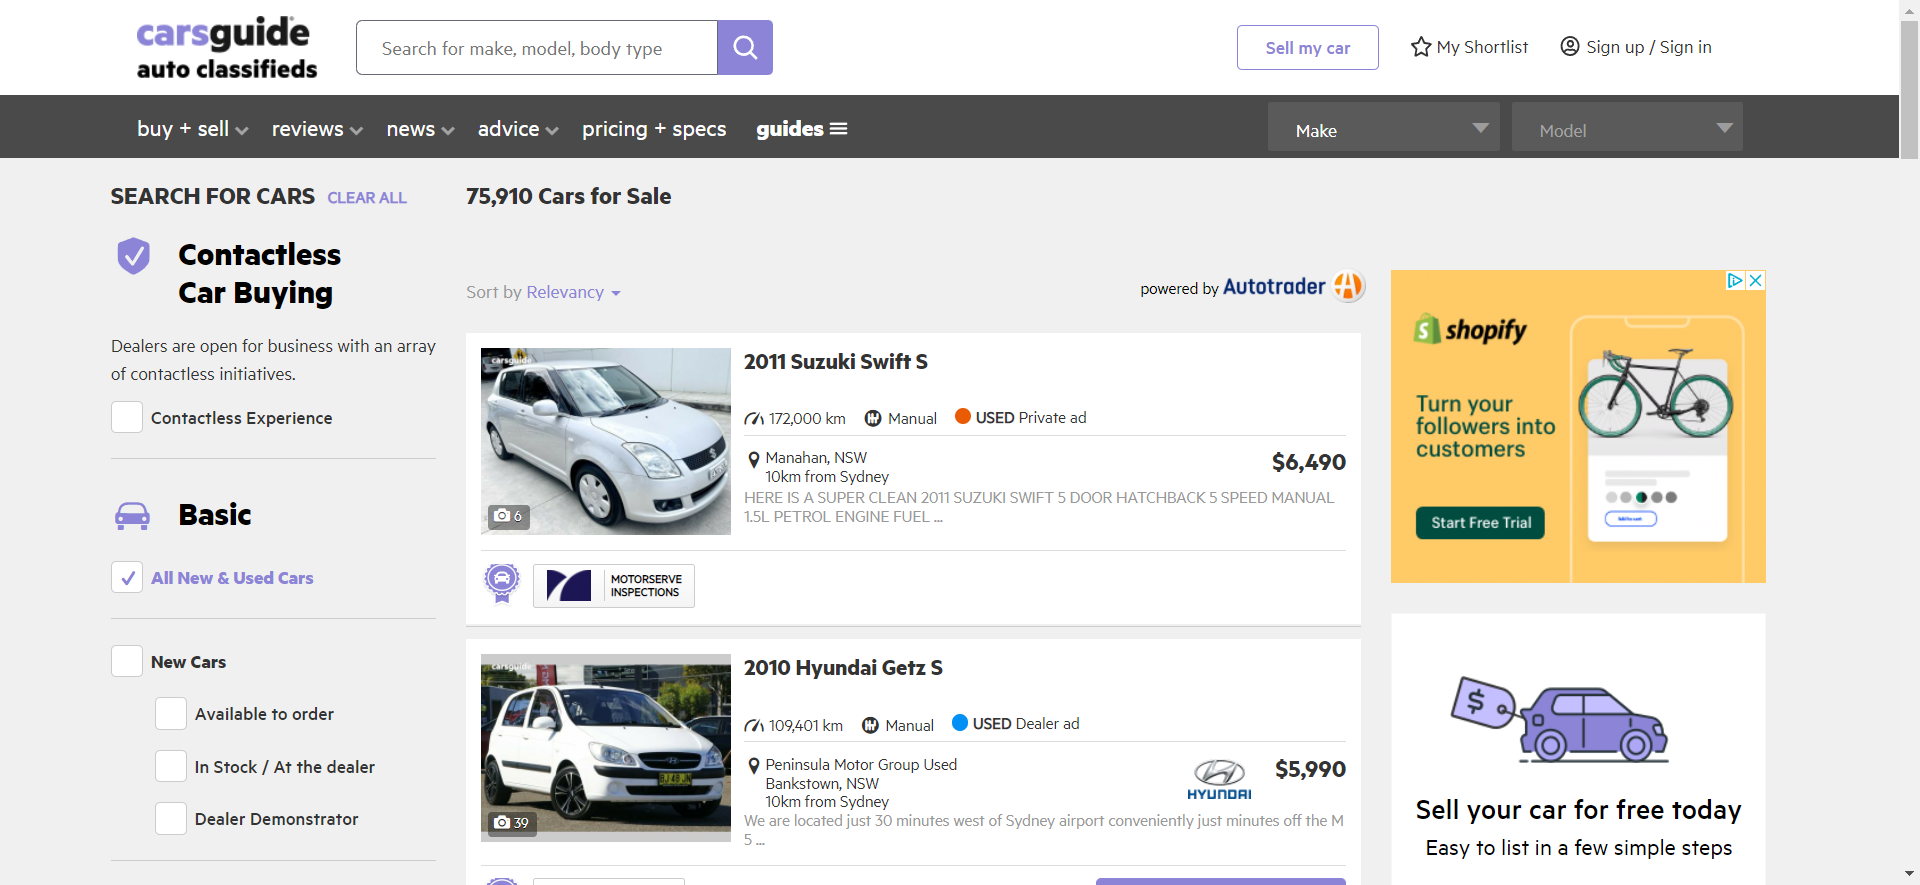 carsguide
auto classifieds
Search for make, model, body type
Sell my car
My Shortlist
Sign up / Sign in
buy + sell
reviews
news
advice
pricing + specs
guides
Make
Model
SEARCH FOR CARS CLEAR ALL
75,910 Cars for Sale
Contactless
Car Buying
Dealers are open for business with an array
of contactless initiatives.
Contactless Experience
Basic
All New & Used Cars
New Cars
Available to order
In Stock / At the dealer
Dealer Demonstrator
Sort by Relevancy
powered by Autotrader
carsguide
6
2011 Suzuki Swift S
172,000 km
Manual
USED Private ad
Manahan, NSW
10km from Sydney
$6,490
HERE IS A SUPER CLEAN 2011 SUZUKI SWIFT 5 DOOR HATCHBACK 5 SPEED MANUAL
1.5L PETROL ENGINE FUEL ...
MOTORSERVE
INSPECTIONS
carsguide
39
2010 Hyundai Getz S
109,401 km
Manual
USED Dealer ad
Peninsula Motor Group Used
Bankstown, NSW
10km from Sydney
HYUNDAI
$5,990
We are located just 30 minutes west of Sydney airport conveniently just minutes off the M
5 ...
shopify
Turn your
followers into
customers
Start Free Trial
$
Sell your car for free today
Easy to list in a few simple steps